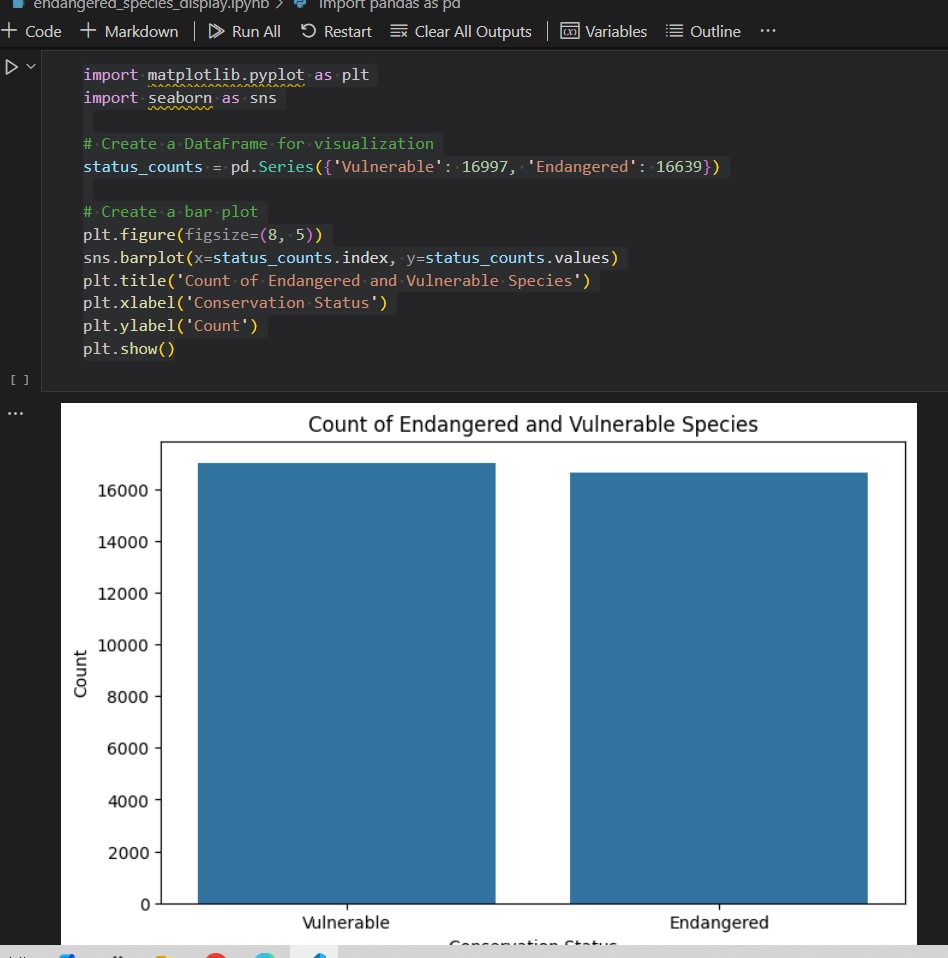 endangered_species_display.ipynb > import pandas as pd
+ Code + Markdown Run All Restart Clear All Outputs Variables Outline ...
import matplotlib.pyplot as plt
import seaborn as sns
# Create a DataFrame for visualization
status_counts = pd.Series({'Vulnerable': 16997, 'Endangered': 16639})
# Create a bar plot
plt.figure(figsize=(8, 5))
sns.barplot(x=status_counts.index, y=status_counts.values)
plt.title('Count of Endangered and Vulnerable Species')
plt.xlabel('Conservation Status')
plt.ylabel('Count')
plt.show()
[ ]
...
Count of Endangered and Vulnerable Species
16000
14000
12000
10000
8000
6000
4000
2000
0
Count
Vulnerable Endangered
Conservation Status